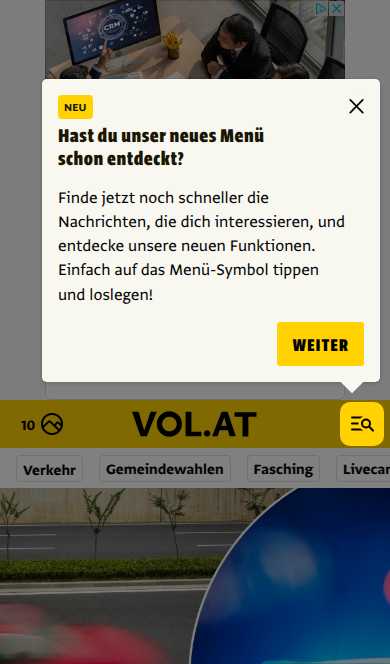 CRM
NEU
Hast du unser neues Menü
schon entdeckt?
Finde jetzt noch schneller die
Nachrichten, die dich interessieren, und
entdecke unsere neuen Funktionen.
Einfach auf das Menü-Symbol tippen
und loslegen!
WEITER
10
VOL.AT
Verkehr
Gemeindewahlen
Fasching
Livecar